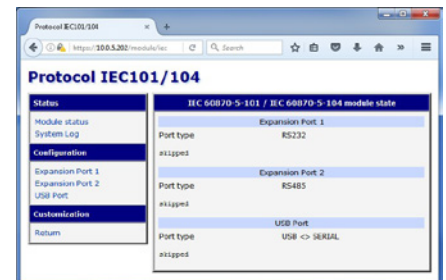 Protocol IEC101/104
https://10.0.5.202/module/iec
Search
Protocol IEC101/104
Status
Module status
System Log
Configuration
Expansion Port 1
Expansion Port 2
USB Port
Customization
Return
IEC 60870-5-101 / IEC 60870-5-104 module state
Expansion Port 1
Port type RS232
skipped
Expansion Port 2
Port type RS485
skipped
USB Port
Port type USB <> SERIAL
skipped